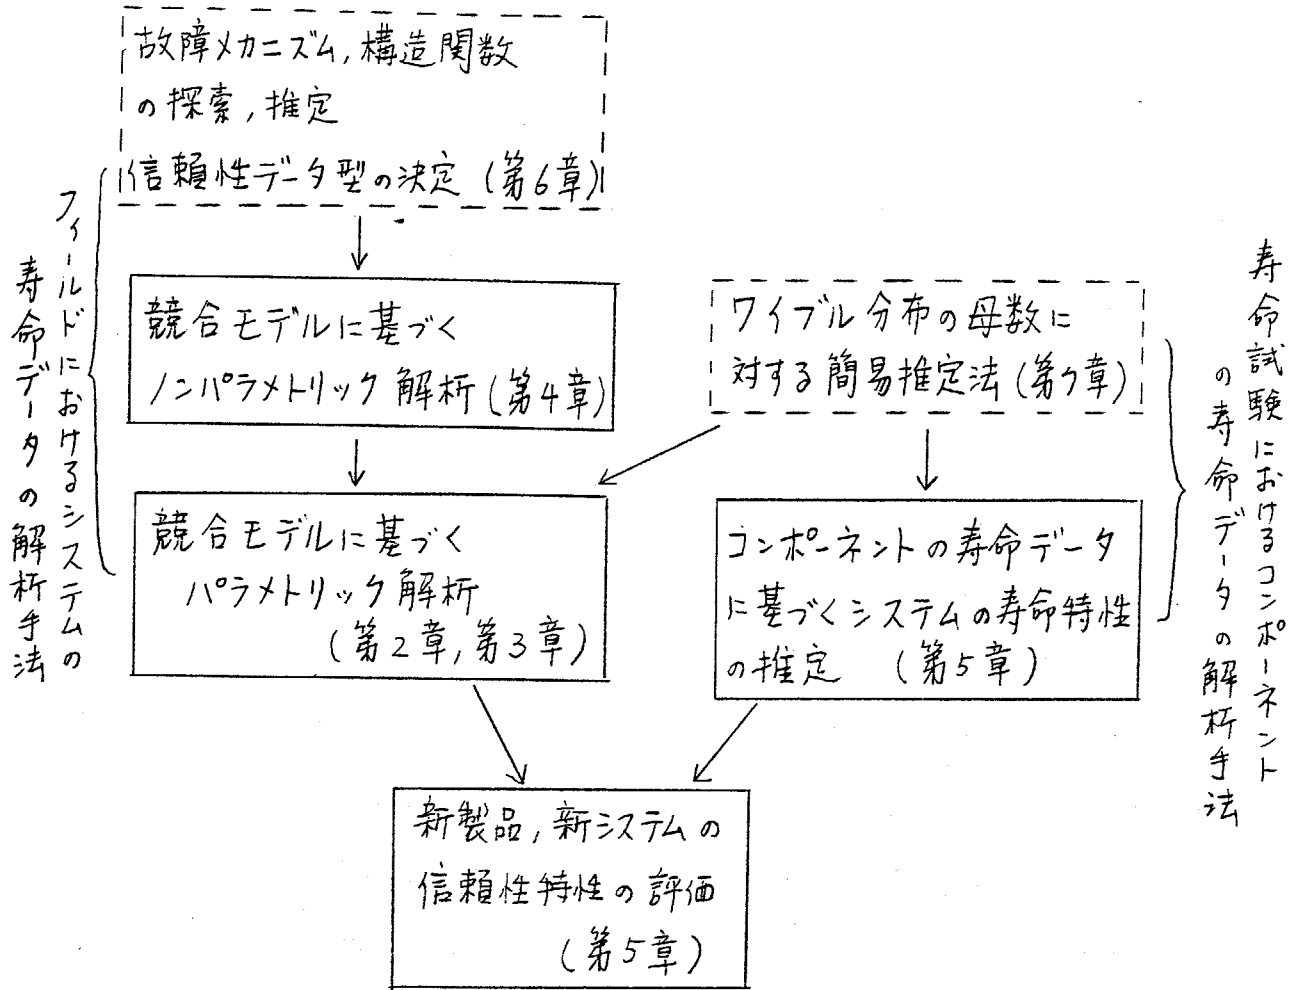 故障メカニズム,構造関数
の探索,推定
信頼性データ型の決定(第6章)
フィールドにおけるシステムの
寿命データの解析手法
競合モデルに基づく
ノンパラメトリック解析(第4章)
ワイブル分布の母数に
対する簡易推定法(第7章)
競合モデルに基づく
パラメトリック解析
(第2章,第3章)
コンポーネントの寿命データ
に基づくシステムの寿命特性
の推定 (第5章)
寿命試験におけるコンポーネント
の寿命データの解析手法
新製品,新システムの
信頼性特性の評価
(第5章)